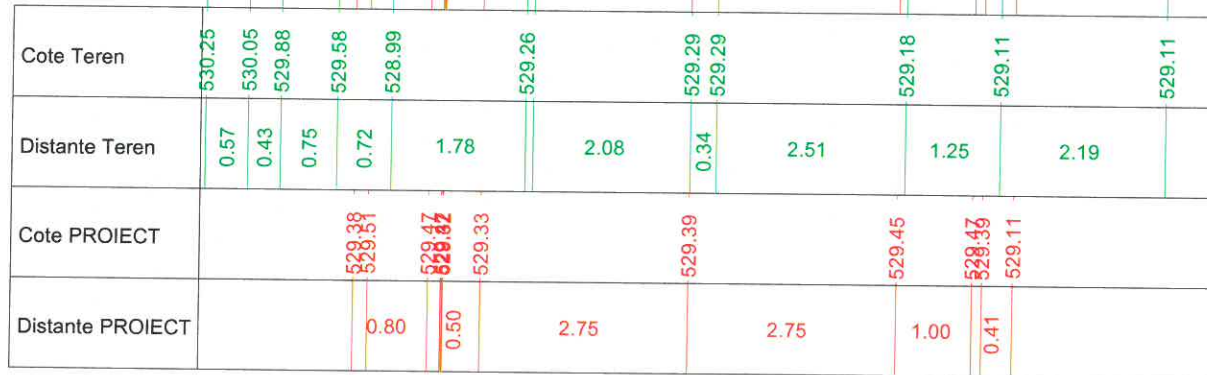 Cote Teren 530.25 530.05 529.88 529.58 528.99 529.26 529.29 529.29 529.18 529.11 529.11
Distante Teren 0.57 0.43 0.75 0.72 1.78 2.08 0.34 2.51 1.25 2.19
Cote PROIECT 529.38 529.51 529.47 529.33 529.39 529.45 529.47 529.39 529.11
Distante PROIECT 0.80 0.50 2.75 2.75 1.00 0.41